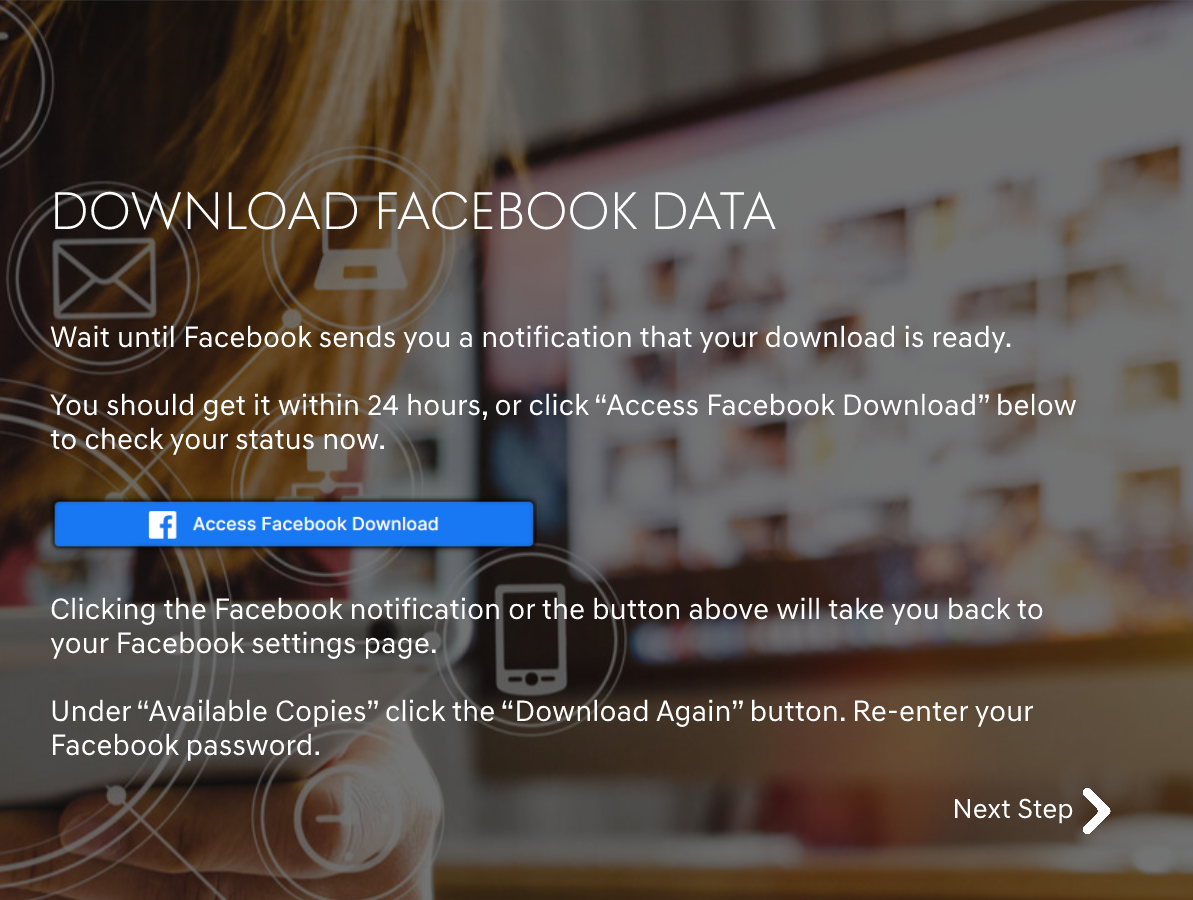 DOWNLOAD FACEBOOK DATA
Wait until Facebook sends you a notification that your download is ready.
You should get it within 24 hours, or click “Access Facebook Download” below
to check your status now.
Access Facebook Download
Clicking the Facebook notification or the button above will take you back to
your Facebook settings page.
Under “Available Copies” click the “Download Again” button. Re-enter your
Facebook password.
Next Step